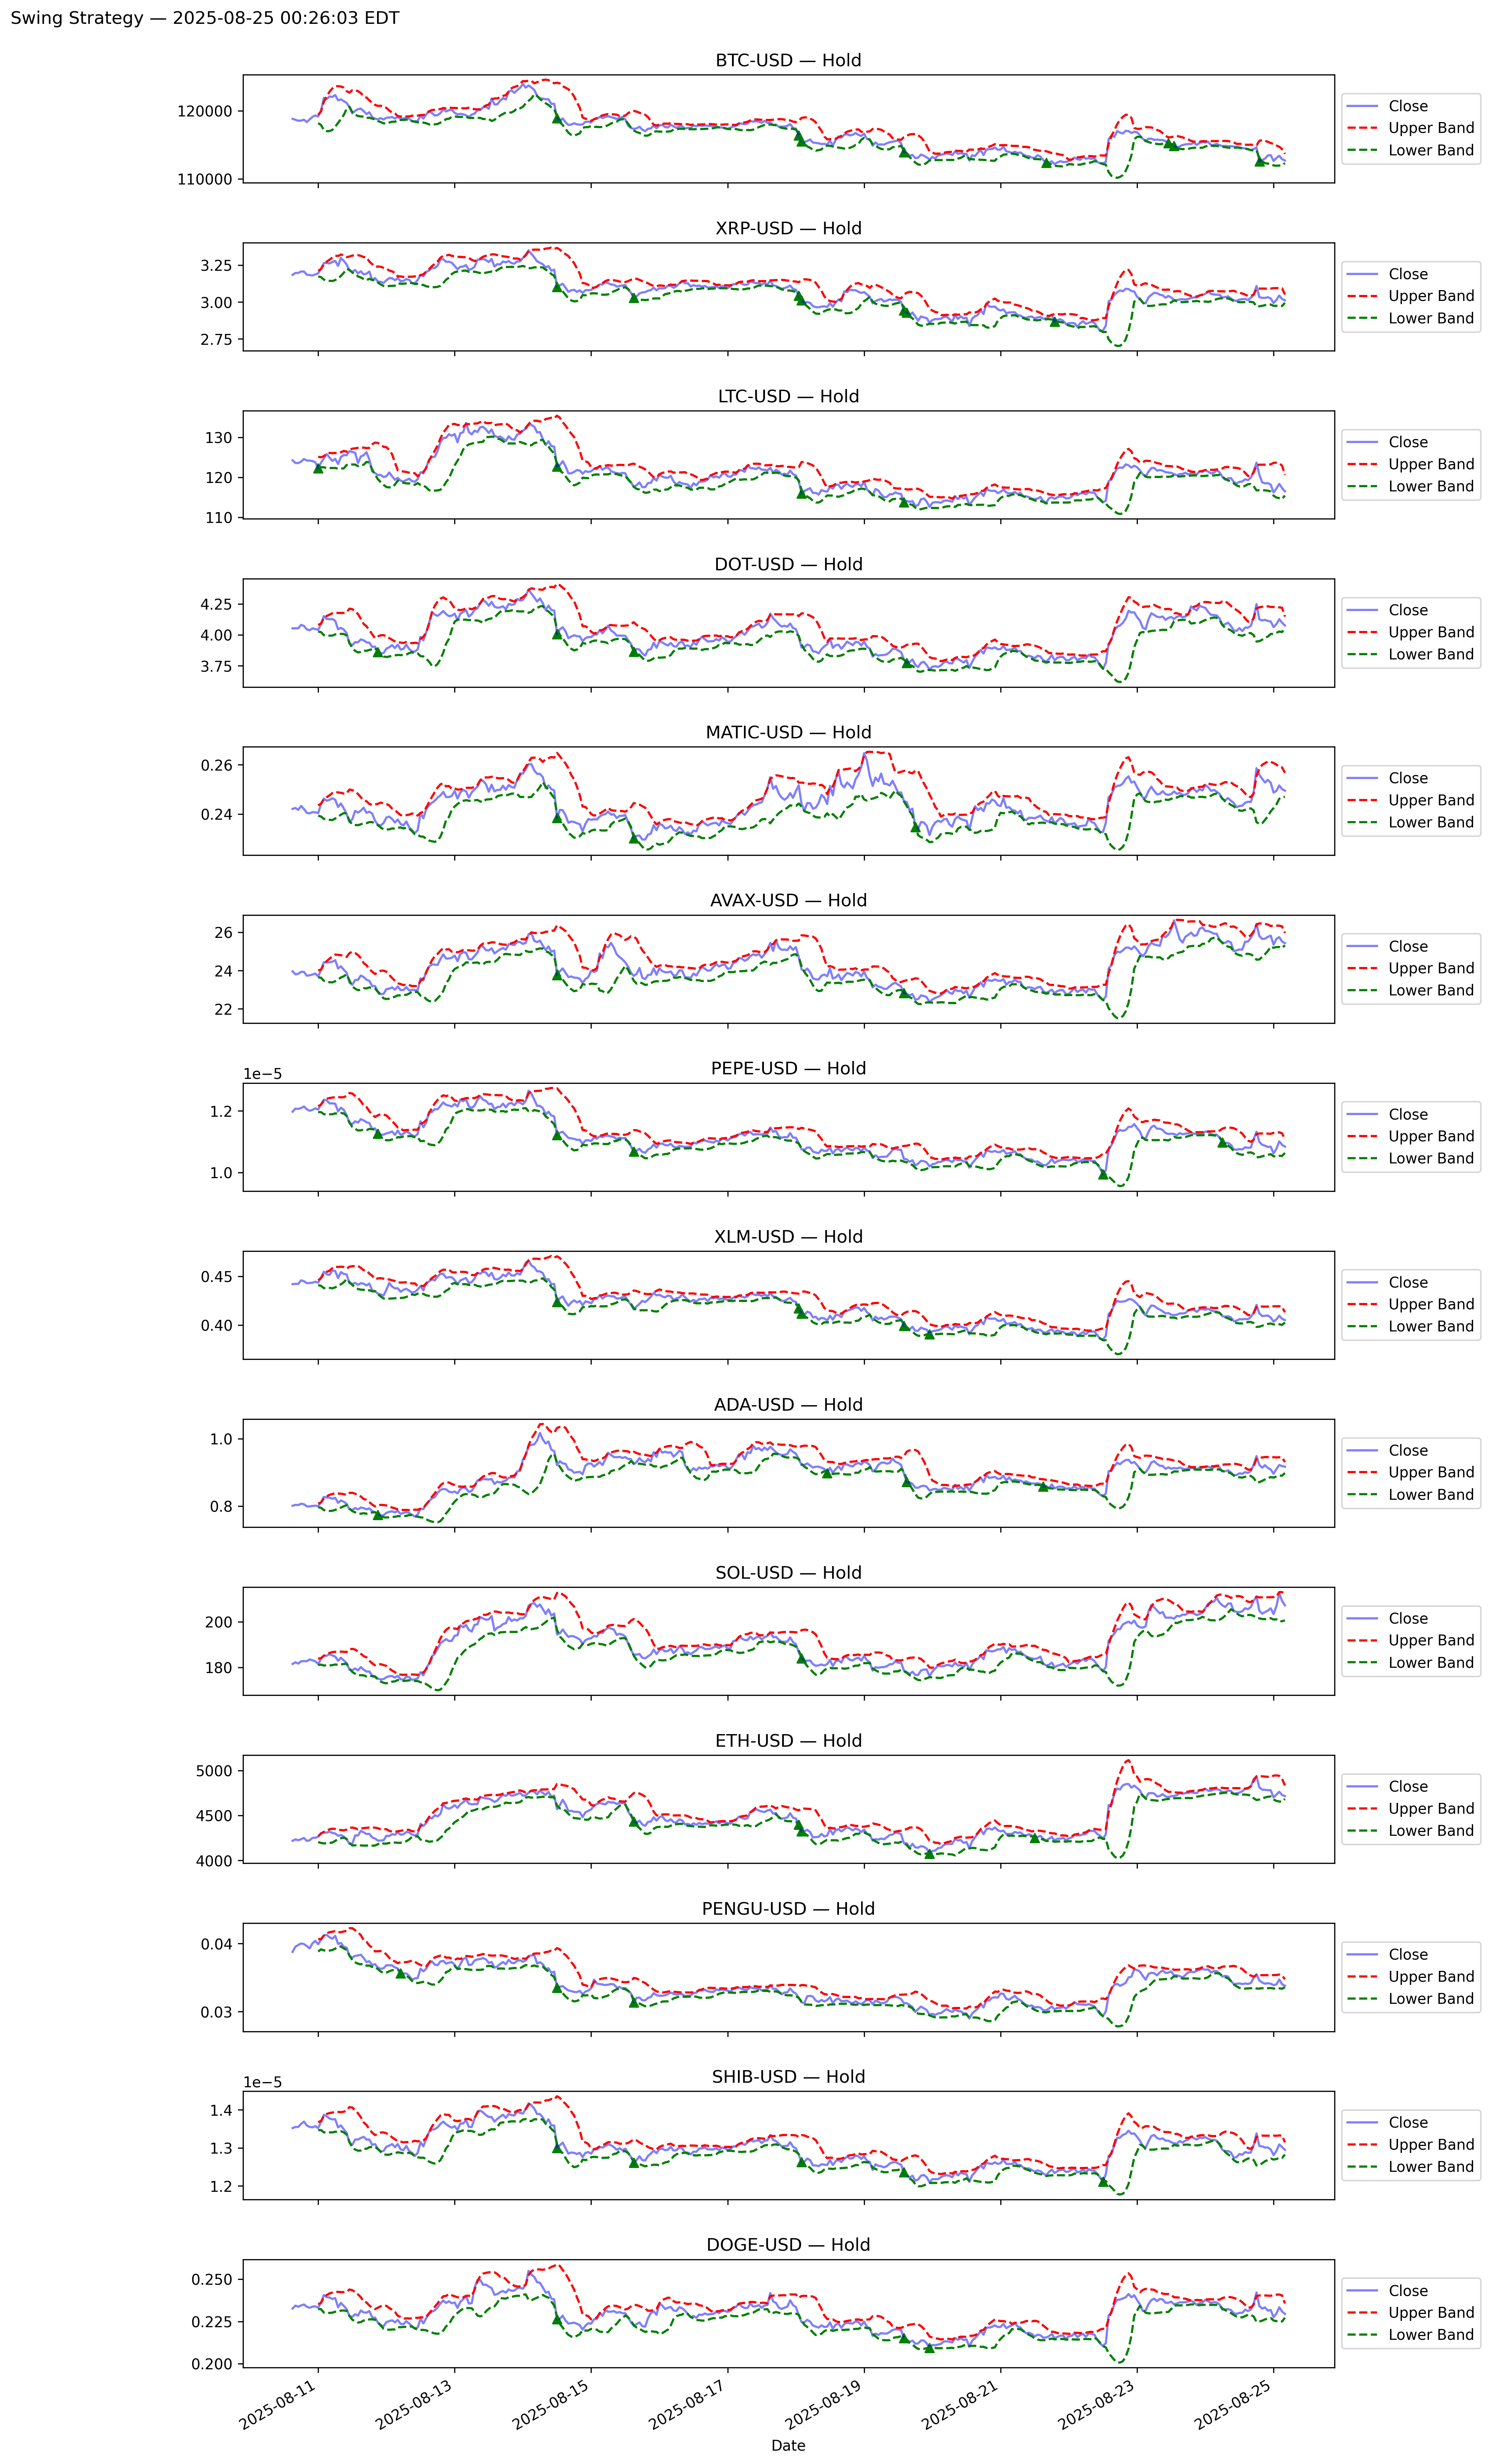 Swing Strategy — 2025-08-25 00:26:03 EDT
BTC-USD — Hold
120000
110000
Close
Upper Band
Lower Band
XRP-USD — Hold
3.25
3.00
2.75
Close
Upper Band
Lower Band
LTC-USD — Hold
130
120
110
Close
Upper Band
Lower Band
DOT-USD — Hold
4.25
4.00
3.75
Close
Upper Band
Lower Band
MATIC-USD — Hold
0.26
0.24
Close
Upper Band
Lower Band
AVAX-USD — Hold
26
24
22
Close
Upper Band
Lower Band
PEPE-USD — Hold
1e−5
1.2
1.0
Close
Upper Band
Lower Band
XLM-USD — Hold
0.45
0.40
Close
Upper Band
Lower Band
ADA-USD — Hold
1.0
0.8
Close
Upper Band
Lower Band
SOL-USD — Hold
200
180
Close
Upper Band
Lower Band
ETH-USD — Hold
5000
4500
4000
Close
Upper Band
Lower Band
PENGU-USD — Hold
0.04
0.03
Close
Upper Band
Lower Band
SHIB-USD — Hold
1e−5
1.4
1.3
1.2
Close
Upper Band
Lower Band
DOGE-USD — Hold
0.250
0.225
0.200
Close
Upper Band
Lower Band
2025-08-11
2025-08-13
2025-08-15
2025-08-17
2025-08-19
2025-08-21
2025-08-23
2025-08-25
Date